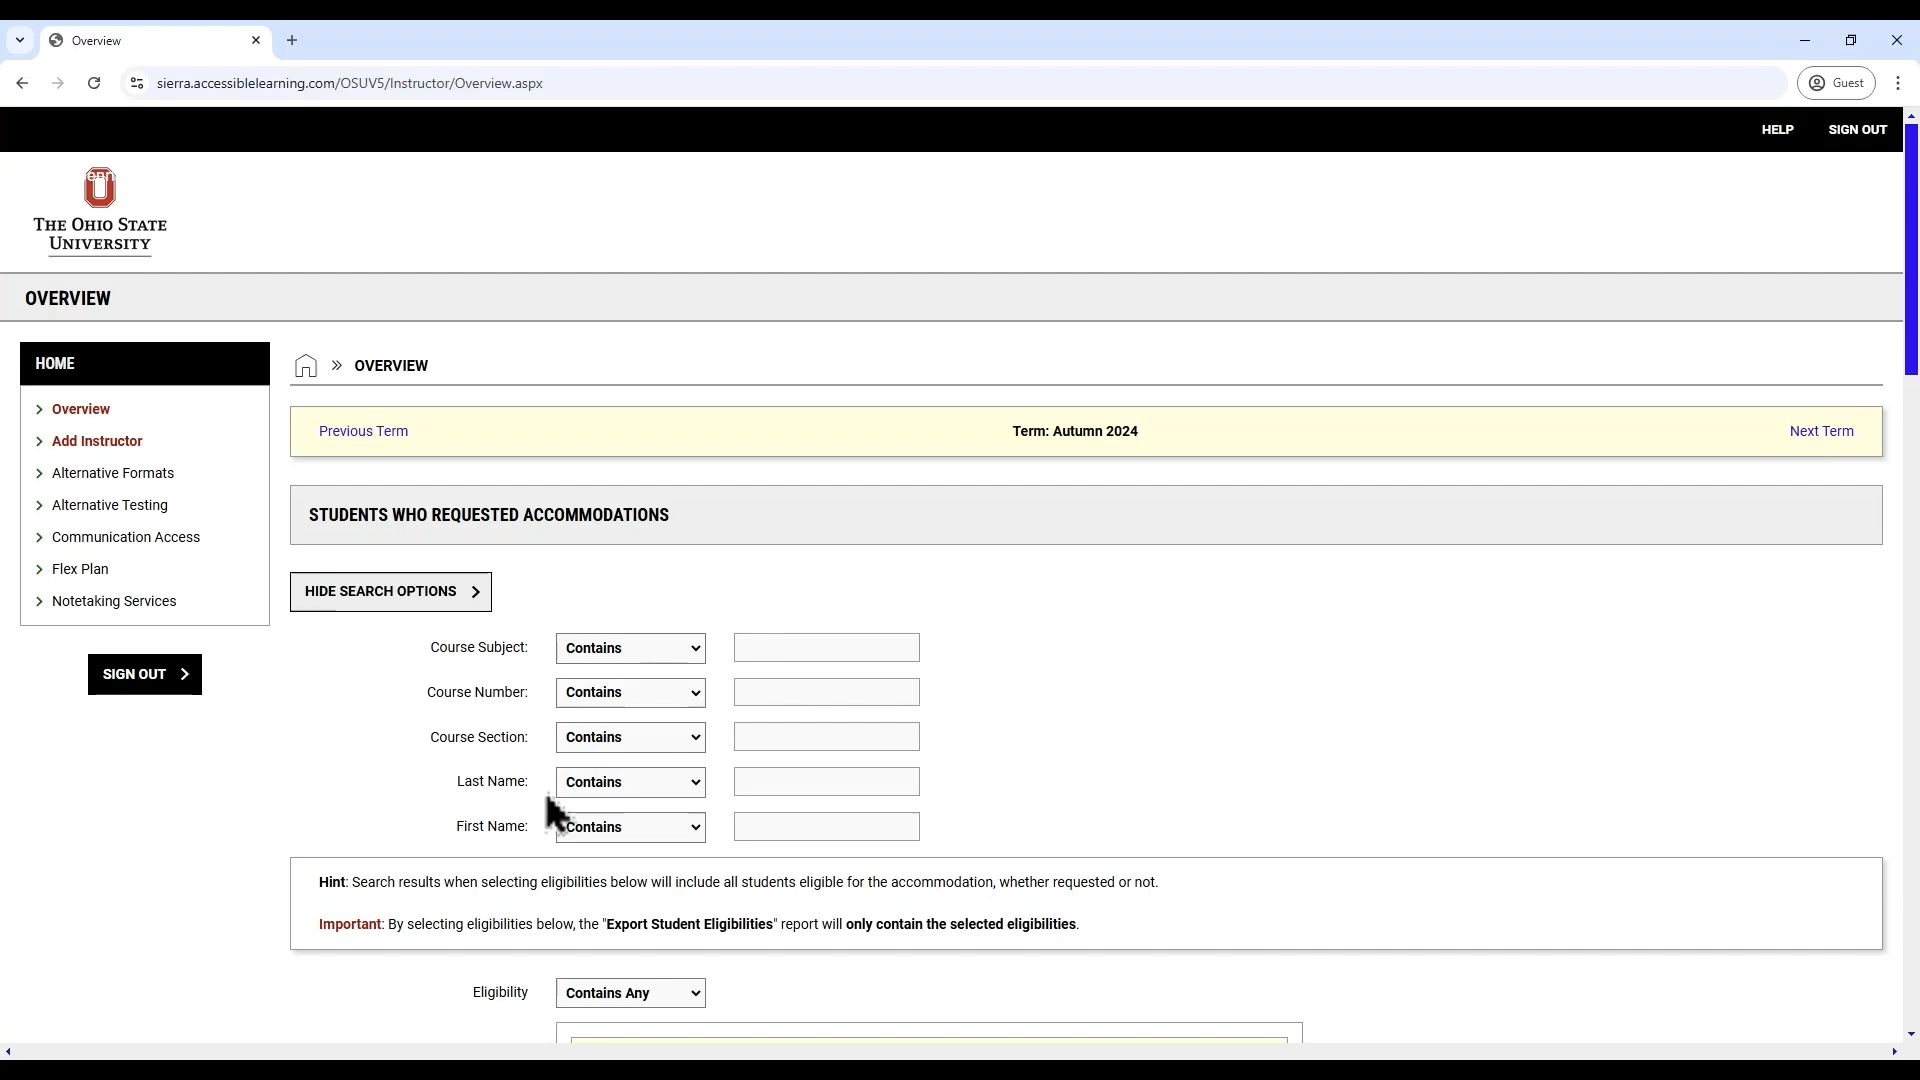 Overview
sierra.accessiblelearning.com/OSUV5/Instructor/Overview.aspx
Guest
HELP
SIGN OUT
THE OHIO STATE
UNIVERSITY
OVERVIEW
HOME
Overview
Add Instructor
Alternative Formats
Alternative Testing
Communication Access
Flex Plan
Notetaking Services
SIGN OUT
OVERVIEW
Previous Term
Term: Autumn 2024
Next Term
STUDENTS WHO REQUESTED ACCOMMODATIONS
HIDE SEARCH OPTIONS
Course Subject: Contains
Course Number: Contains
Course Section: Contains
Last Name: Contains
First Name: Contains
Hint: Search results when selecting eligibilities below will include all students eligible for the accommodation, whether requested or not.
Important: By selecting eligibilities below, the "Export Student Eligibilities" report will only contain the selected eligibilities.
Eligibility Contains Any